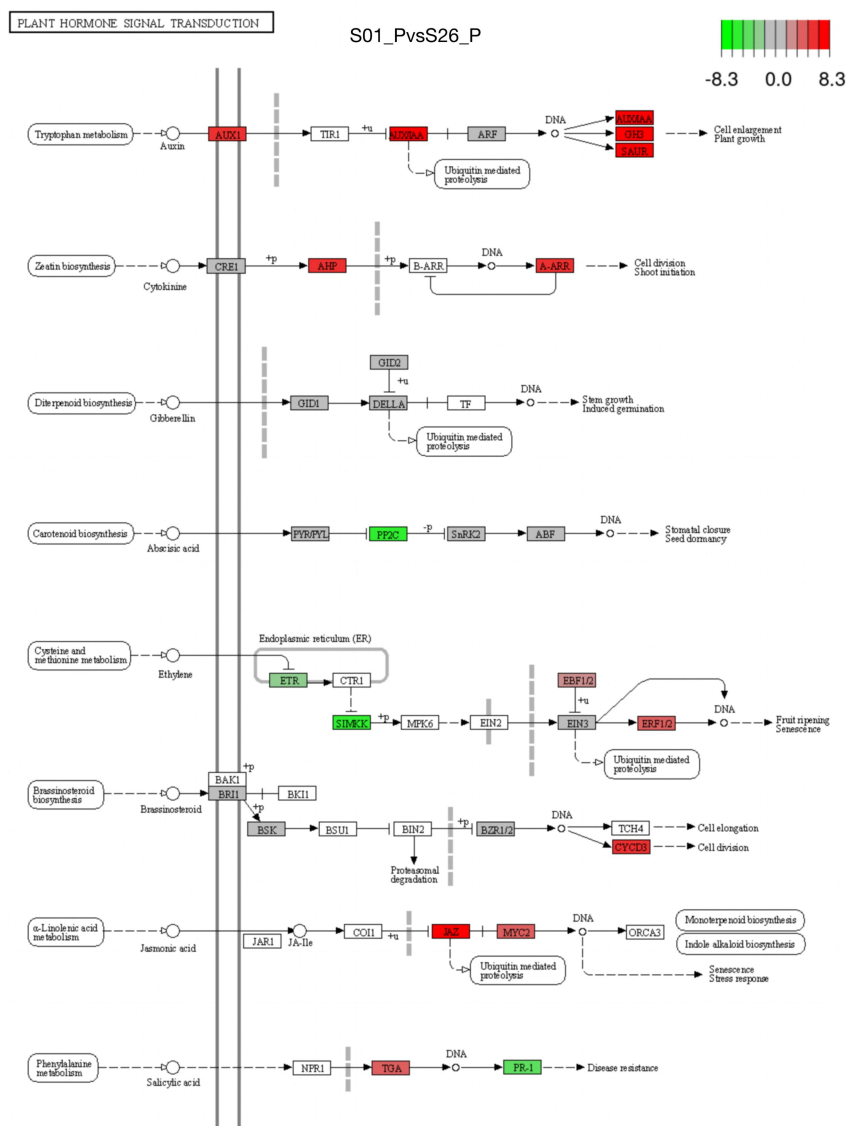 PLANT HORMONE SIGNAL TRANSDUCTION
S01_PvsS26_P
-8.3 0.0 8.3
Tryptophan metabolism
Auxin
AUX1
TIR1
+u
AUX/IAA
ARF
DNA
AUX/IAA
GH3
SAUR
Cell enlargement
Plant growth
Ubiquitin mediated
proteolysis
Zeatin biosynthesis
Cytokinine
CRE1
+p
AHP
+p
B-ARR
DNA
A-ARR
Cell division
Shoot initiation
Diterpenoid biosynthesis
Gibberellin
GID2
+u
GID1
DELLA
TF
DNA
Stem growth
Induced germination
Ubiquitin mediated
proteolysis
Carotenoid biosynthesis
Abscisic acid
PYR/PYL
PP2C
-p
SnRK2
ABF
DNA
Stomatal closure
Seed dormancy
Cysteine and
methionine metabolism
Ethylene
Endoplasmic reticulum (ER)
ETR
CTR1
SIMKK
+p
MPK6
EIN2
EBF1/2
+u
EIN3
ERF1/2
DNA
Fruit ripening
Senescence
Ubiquitin mediated
proteolysis
Brassinosteroid
biosynthesis
Brassinosteroid
+p
BAK1
BRI1
BKI1
+p
BSK
BSU1
BIN2
+p
BZR1/2
DNA
TCH4
Cell elongation
CYCD3
Cell division
Proteasomal
degradation
α-Linolenic acid
metabolism
Jasmonic acid
JAR1
JA-Ile
COI1
+u
JAZ
MYC2
DNA
ORCA3
Monoterpenoid biosynthesis
Indole alkaloid biosynthesis
Ubiquitin mediated
proteolysis
Senescence
Stress response
Phenylalanine
metabolism
Salicylic acid
NPR1
TGA
DNA
PR-1
Disease resistance